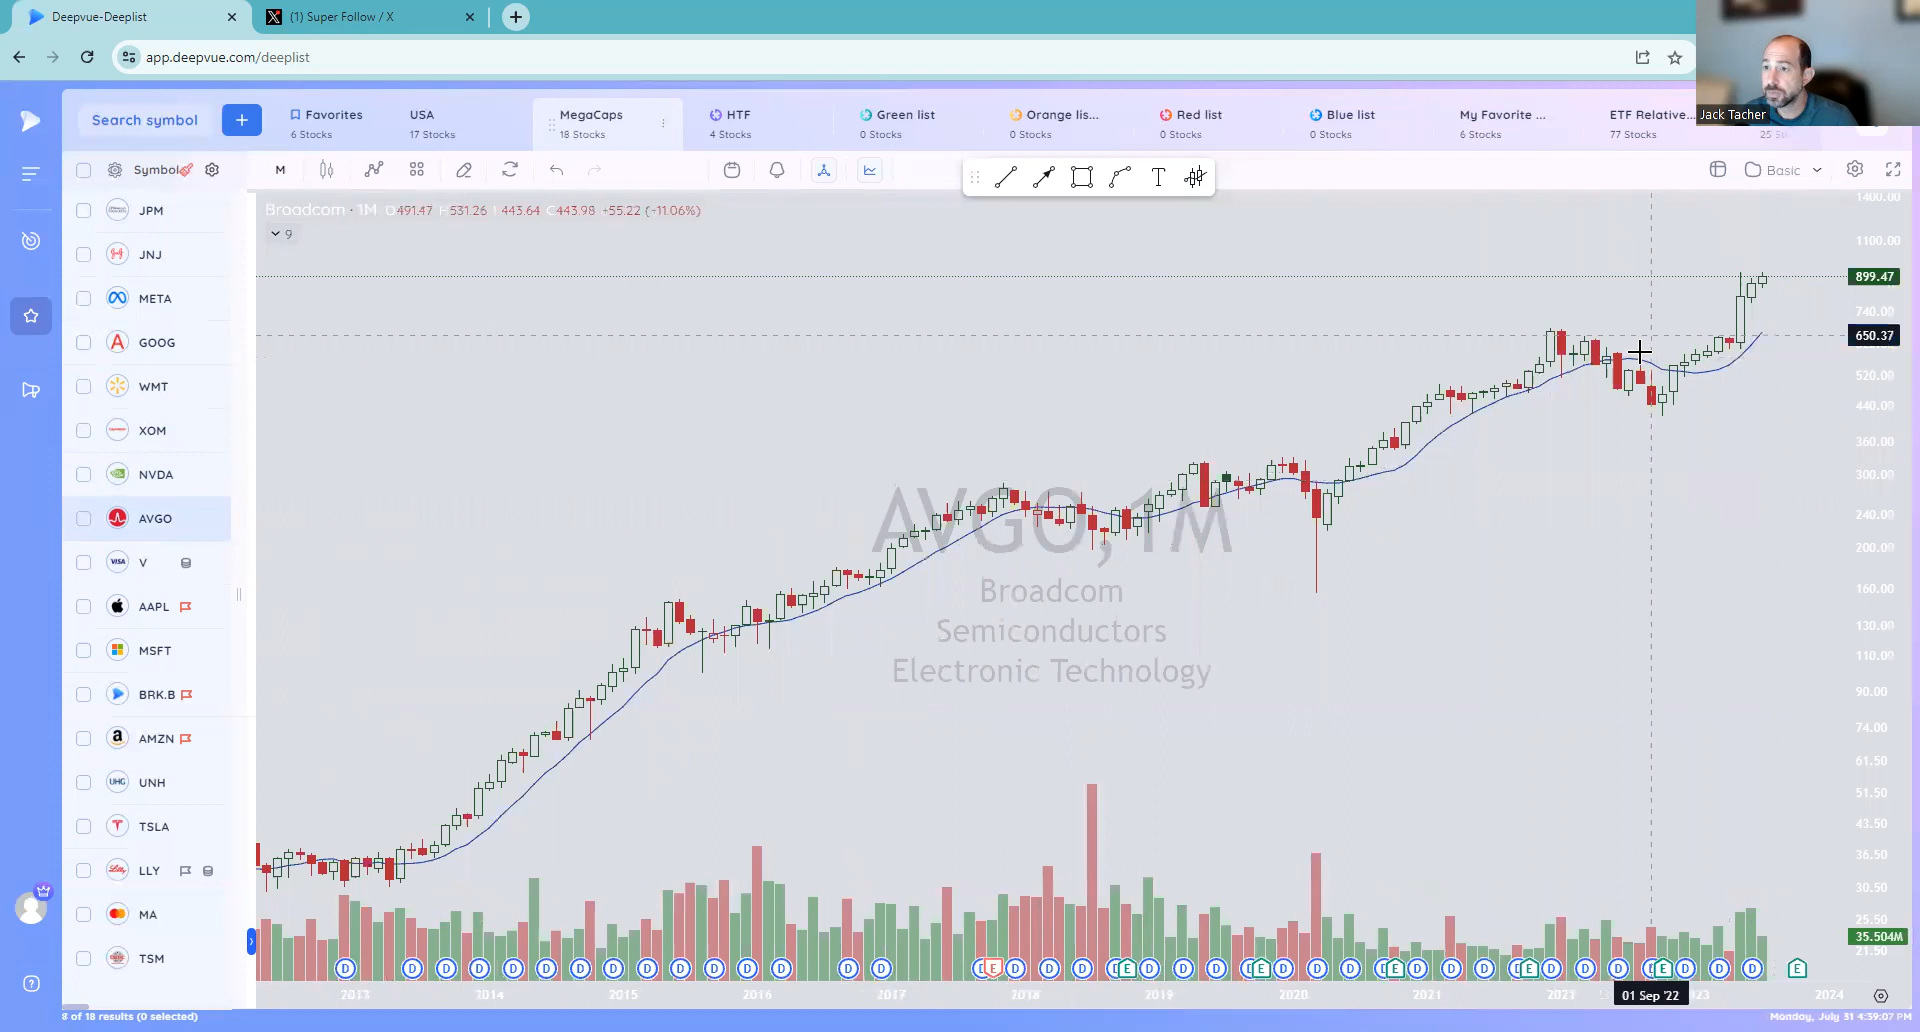 Deepvue-Deeplist
(1) Super Follow / X
app.deepvue.com/deeplist
Jack Tacher
Search symbol
Favorites
6 Stocks
USA
17 Stocks
MegaCaps
18 Stocks
HTF
4 Stocks
Green list
0 Stocks
Orange lis...
0 Stocks
Red list
0 Stocks
Blue list
0 Stocks
My Favorite ...
6 Stocks
ETF Relative...
77 Stocks
Symbol
M
T
Basic
JPM
JNJ
META
GOOG
WMT
XOM
NVDA
AVGO
V
AAPL
MSFT
BRK.B
AMZN
UNH
TSLA
LLY
MA
TSM
Broadcom · 1M O491.47 H531.26 L443.64 C443.98 +55.22 (+11.06%)
9
AVGO, 1M
Broadcom
Semiconductors
Electronic Technology
1400.00
1100.00
899.47
740.00
650.37
520.00
440.00
360.00
300.00
240.00
200.00
160.00
130.00
110.00
90.00
74.00
61.50
51.50
43.50
36.50
30.50
25.50
35.504M
21.50
2013
2014
2015
2016
2017
2018
2019
2020
2021
01 Sep '22
2024
8 of 18 results (0 selected)
Monday, July 31 4:39:07 PM